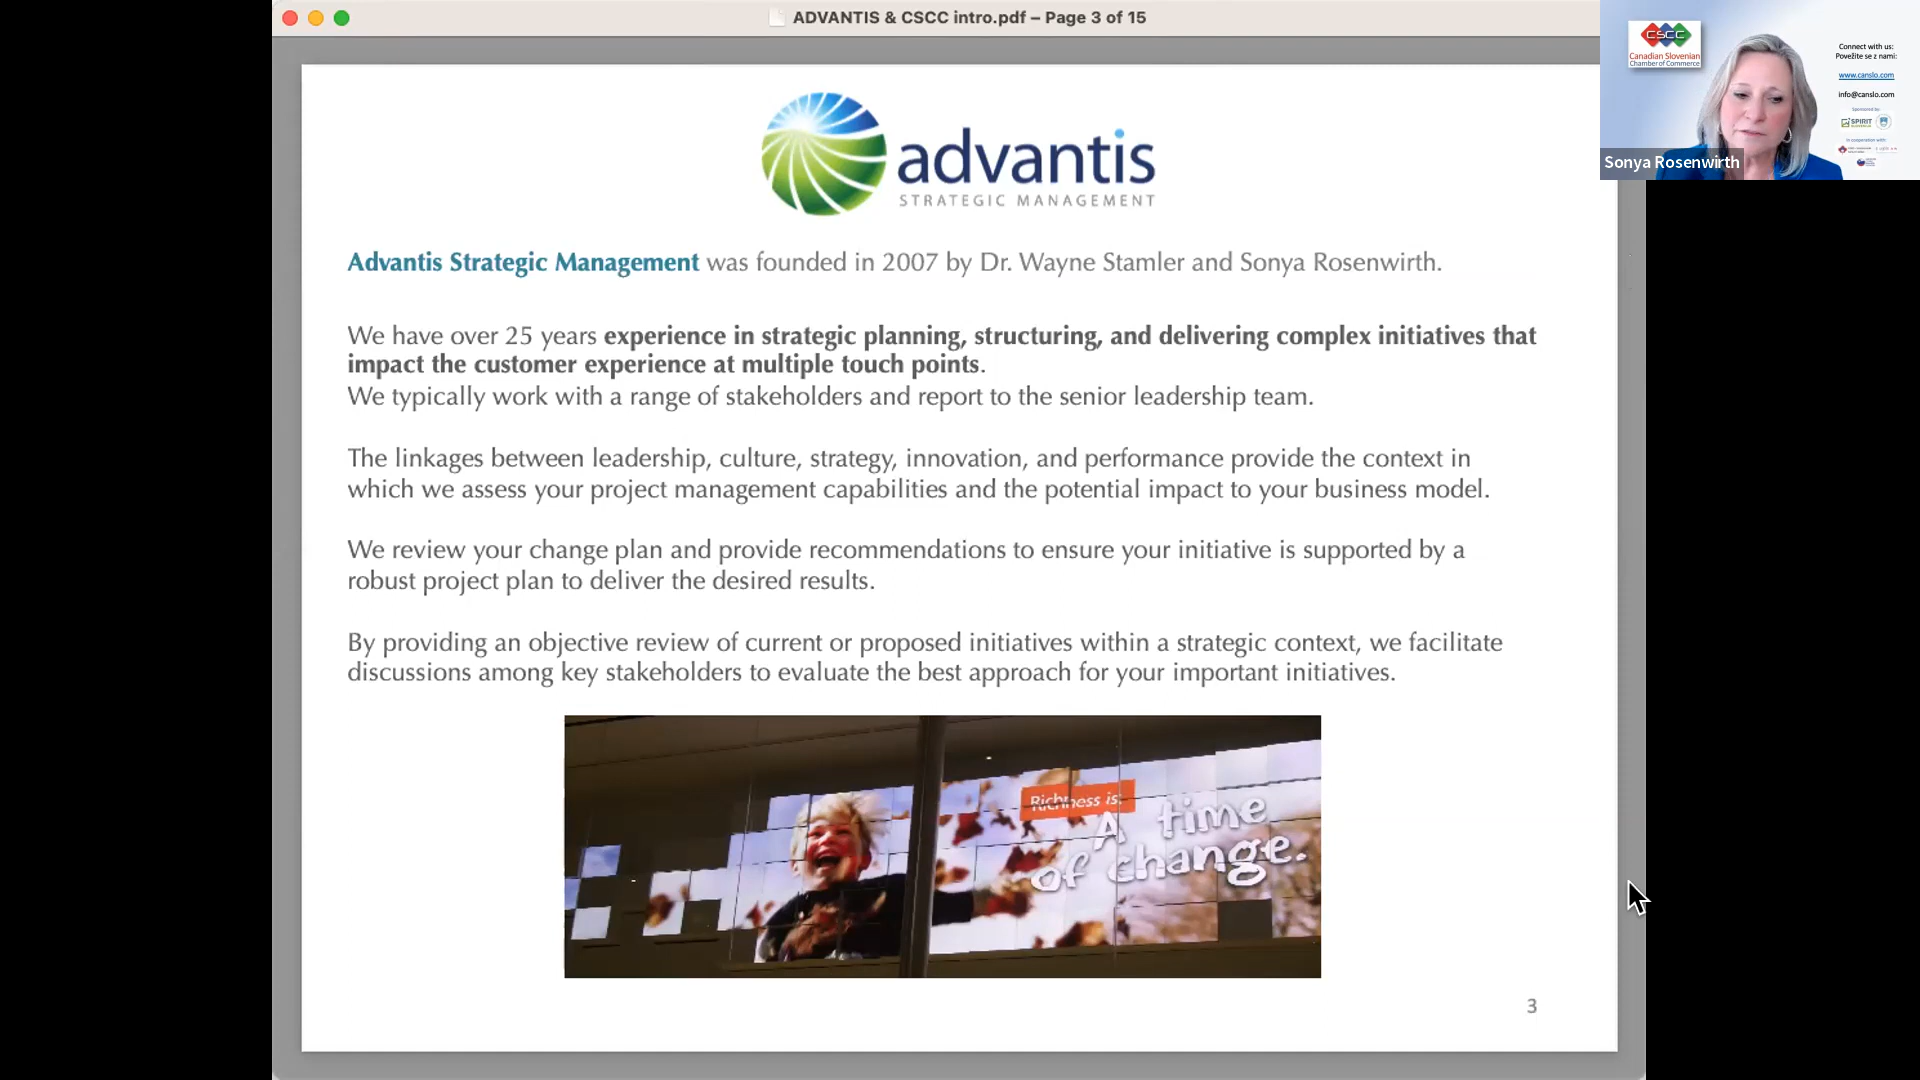 ADVANTIS & CSCC intro.pdf – Page 3 of 15
CSCC
Canadian Slovenian
Chamber of Commerce
Connect with us:
Povežite se z nami:
www.canslo.com
info@canslo.com
Sponsored by:
SPIRIT
In cooperation with:
Sonya Rosenwirth
advantis
STRATEGIC MANAGEMENT
Advantis Strategic Management was founded in 2007 by Dr. Wayne Stamler and Sonya Rosenwirth.
We have over 25 years experience in strategic planning, structuring, and delivering complex initiatives that
impact the customer experience at multiple touch points.
We typically work with a range of stakeholders and report to the senior leadership team.
The linkages between leadership, culture, strategy, innovation, and performance provide the context in
which we assess your project management capabilities and the potential impact to your business model.
We review your change plan and provide recommendations to ensure your initiative is supported by a
robust project plan to deliver the desired results.
By providing an objective review of current or proposed initiatives within a strategic context, we facilitate
discussions among key stakeholders to evaluate the best approach for your important initiatives.
Richness is:
A time
of change.
3